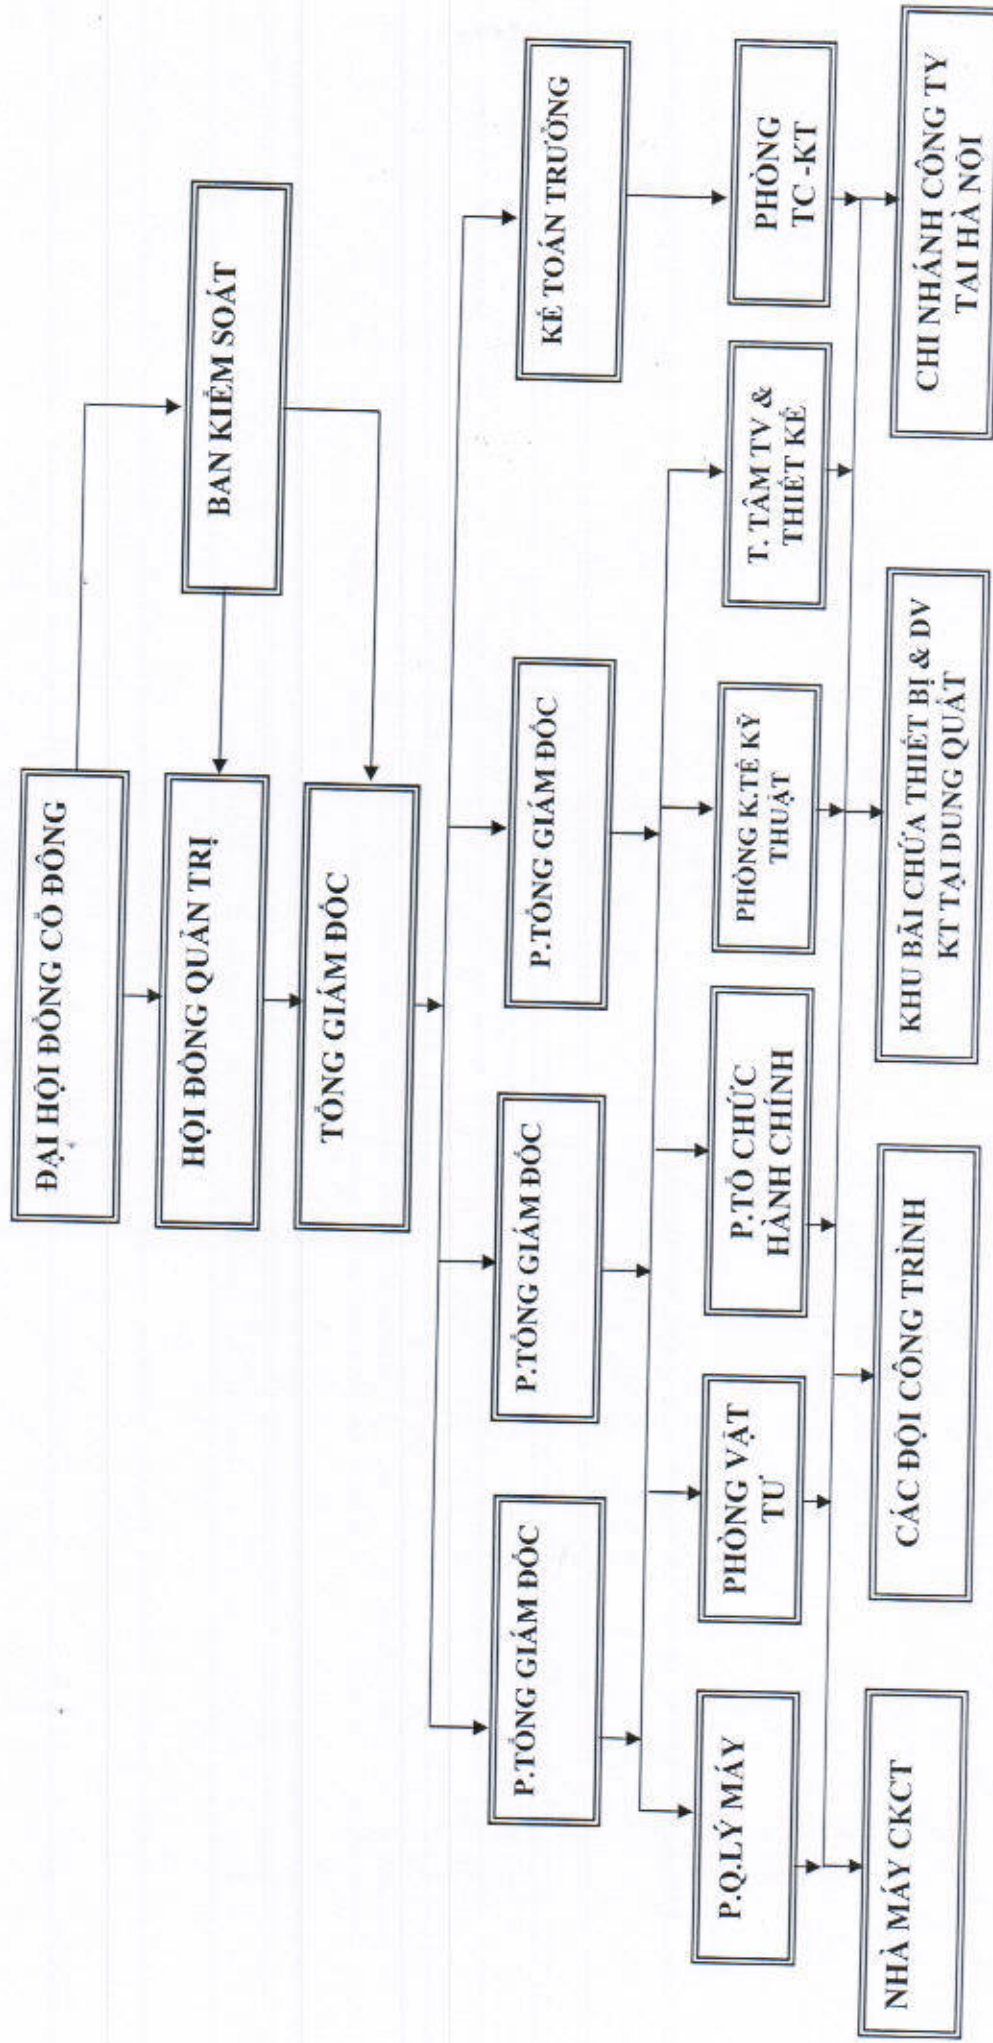 ĐẠI HỘI ĐỒNG CỔ ĐÔNG
BAN KIỂM SOÁT
HỘI ĐỒNG QUẢN TRỊ
TỔNG GIÁM ĐỐC
P.TỔNG GIÁM ĐỐC
P.TỔNG GIÁM ĐỐC
P.TỔNG GIÁM ĐỐC
KẾ TOÁN TRƯỞNG
P.Q.LÝ MÁY
PHÒNG VẬT
TƯ
P.TỔ CHỨC
HÀNH CHÍNH
PHÒNG K.TẾ KỸ
THUẬT
T. TÂM TV &
THIẾT KẾ
PHÒNG
TC -KT
NHÀ MÁY CKCT
CÁC ĐỘI CÔNG TRÌNH
KHU BÃI CHỨA THIẾT BỊ & DV
KT TẠI DUNG QUẤT
CHI NHÁNH CÔNG TY
TẠI HÀ NỘI